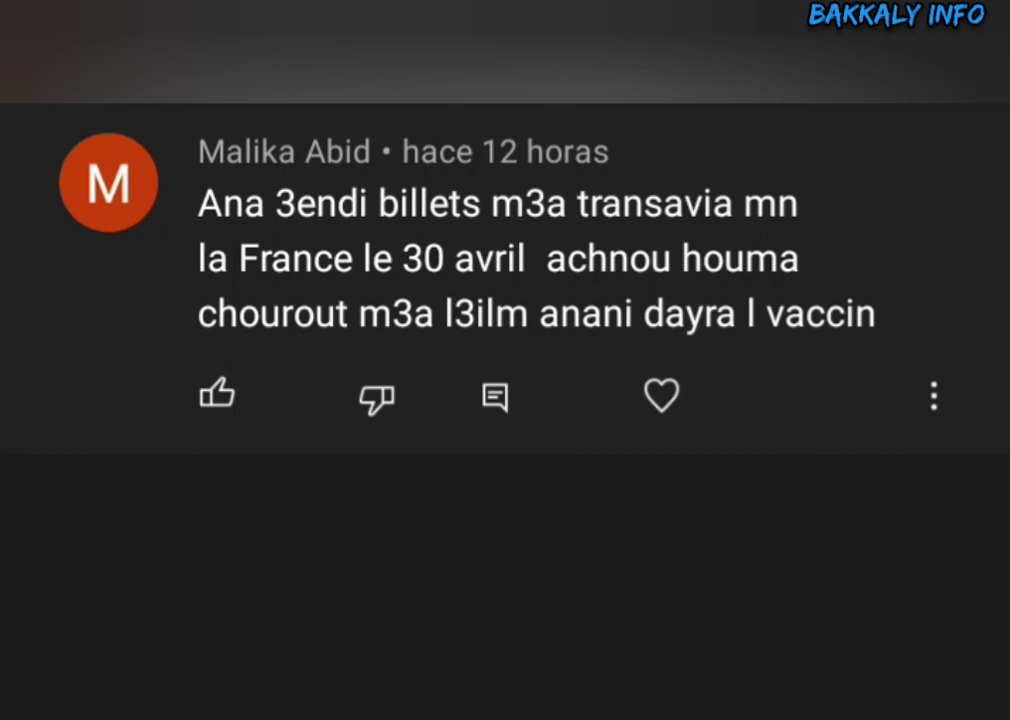 BAKKALY INFO
M
Malika Abid • hace 12 horas
Ana 3endi billets m3a transavia mn
la France le 30 avril achnou houma
chourout m3a l3ilm anani dayra l vaccin